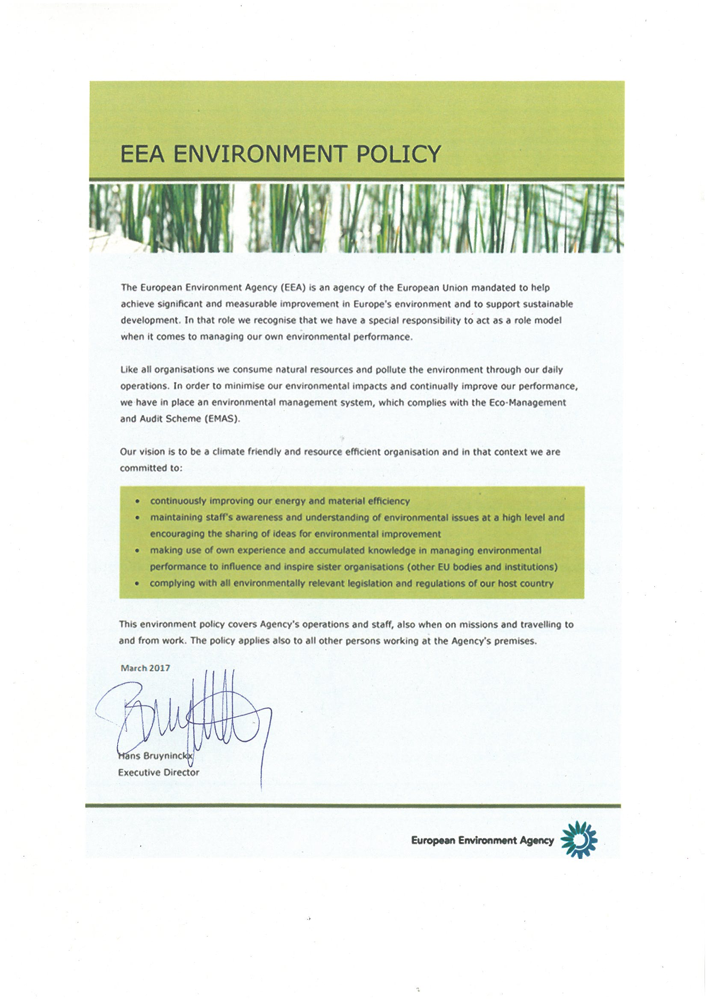 EEA ENVIRONMENT POLICY
The European Environment Agency (EEA) is an agency of the European Union mandated to help
achieve significant and measurable improvement in Europe's environment and to support sustainable
development. In that role we recognise that we have a special responsibility to act as a role model
when it comes to managing our own environmental performance.
Like all organisations we consume natural resources and pollute the environment through our daily
operations. In order to minimise our environmental impacts and continually improve our performance,
we have in place an environmental management system, which complies with the Eco-Management
and Audit Scheme (EMAS).
Our vision is to be a climate friendly and resource efficient organisation and in that context we are
committed to:
• continuously improving our energy and material efficiency
• maintaining staff's awareness and understanding of environmental issues at a high level and
encouraging the sharing of ideas for environmental improvement
• making use of own experience and accumulated knowledge in managing environmental
performance to influence and inspire sister organisations (other EU bodies and institutions)
• complying with all environmentally relevant legislation and regulations of our host country
This environment policy covers Agency's operations and staff, also when on missions and travelling to
and from work. The policy applies also to all other persons working at the Agency's premises.
March 2017
Hans Bruyninckx
Executive Director
European Environment Agency